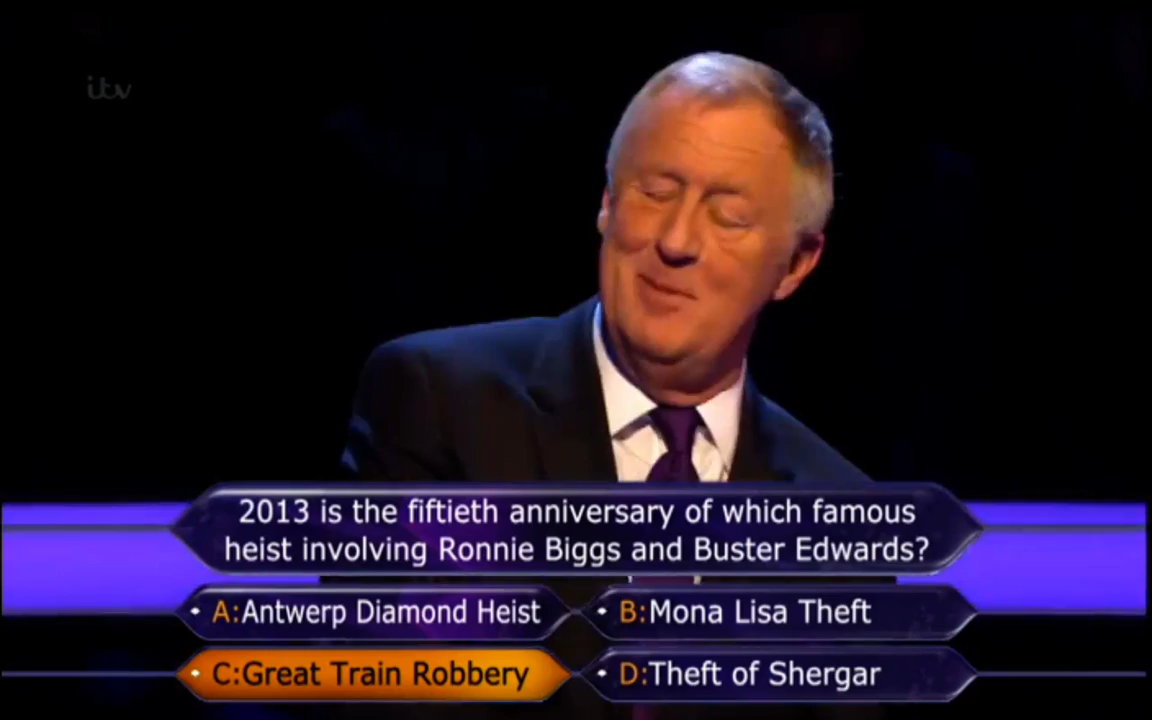 itv
2013 is the fiftieth anniversary of which famous
heist involving Ronnie Biggs and Buster Edwards?
A:Antwerp Diamond Heist
B:Mona Lisa Theft
C:Great Train Robbery
D:Theft of Shergar